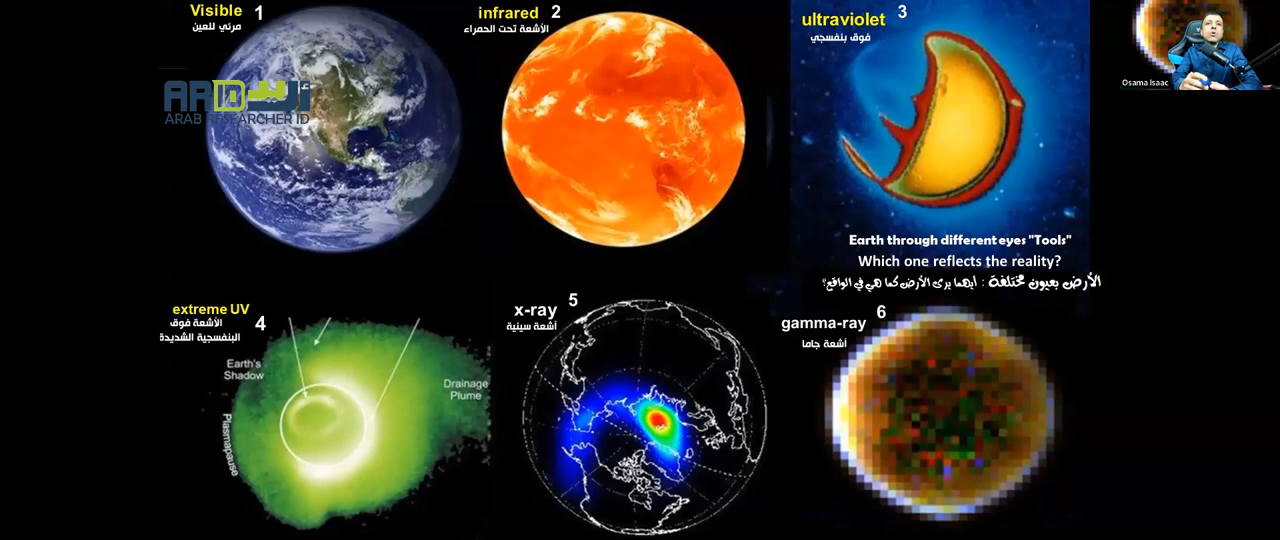 Visible 1
مرئي للعين
infrared 2
الأشعة تحت الحمراء
ultraviolet 3
فوق بنفسجي
Osama Isaac
ARID أُريد
ARAB RESEARCHER ID
Earth through different eyes "Tools"
Which one reflects the reality?
الأرض بعيون مختلفة : أيهما يرى الأرض كما هي في الواقع؟
extreme UV 4
الأشعة فوق
البنفسجية الشديدة
Earth's
Shadow
Drainage
Plume
Plasmapause
x-ray 5
أشعة سينية
gamma-ray 6
أشعة جاما